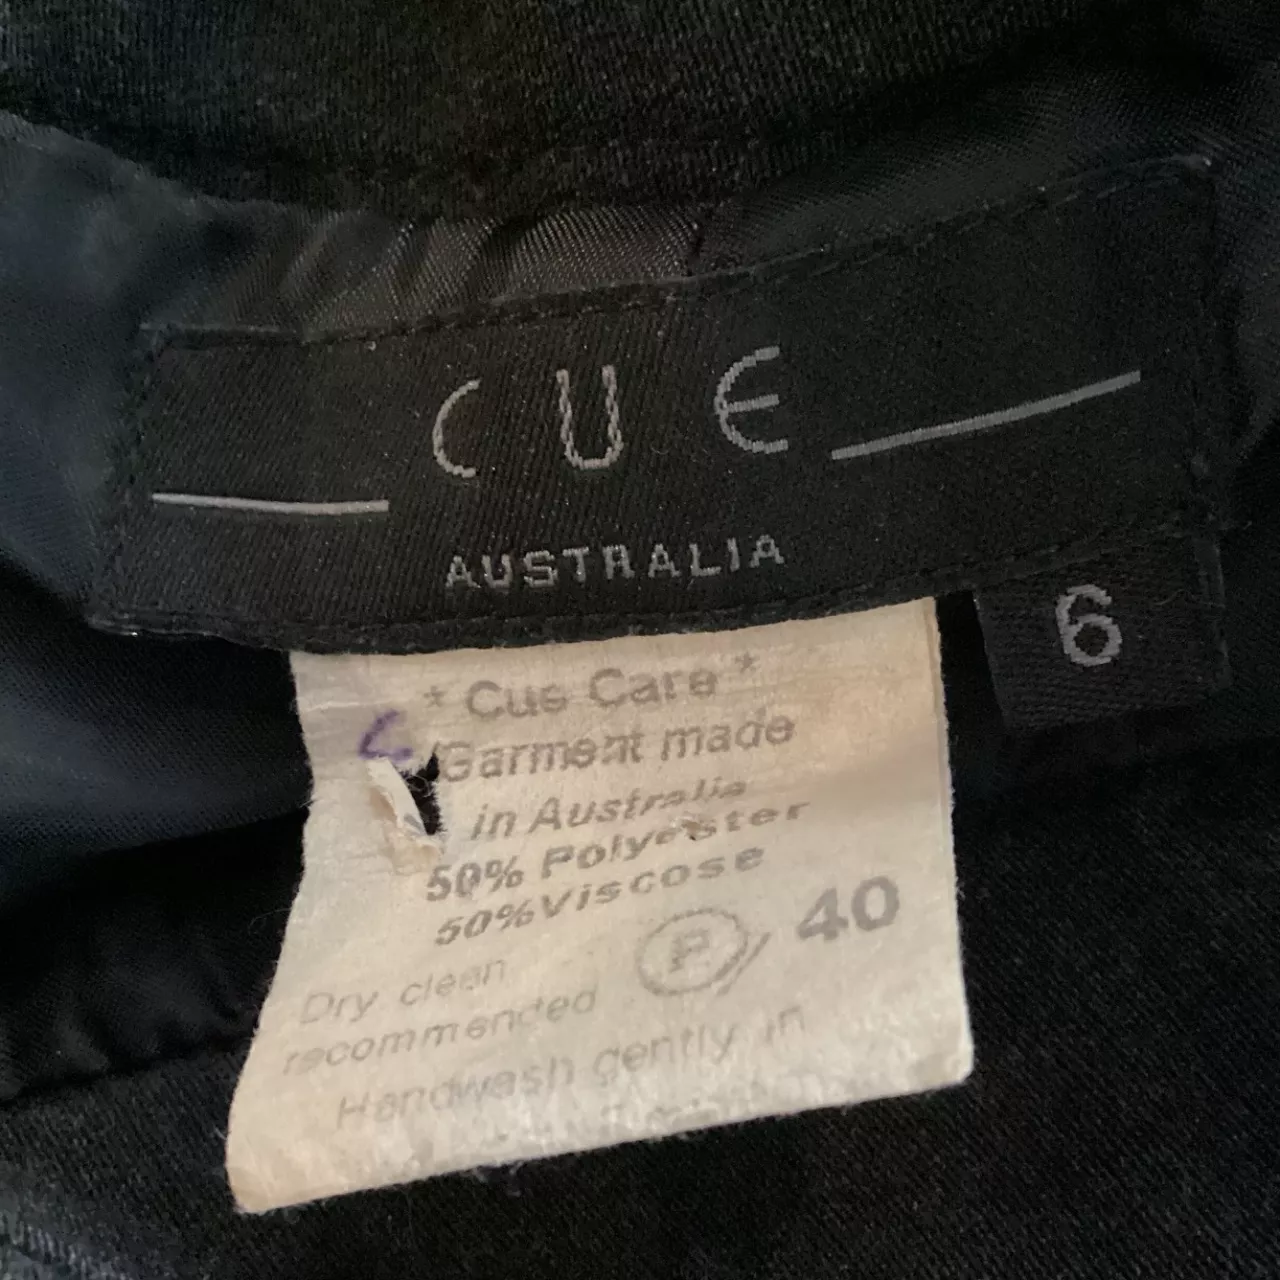 CUE
AUSTRALIA
6
* Cue Care *
Garment made
in Australia
50% Polyester
50% Viscose
P 40
Dry clean
recommended
Handwash gently in